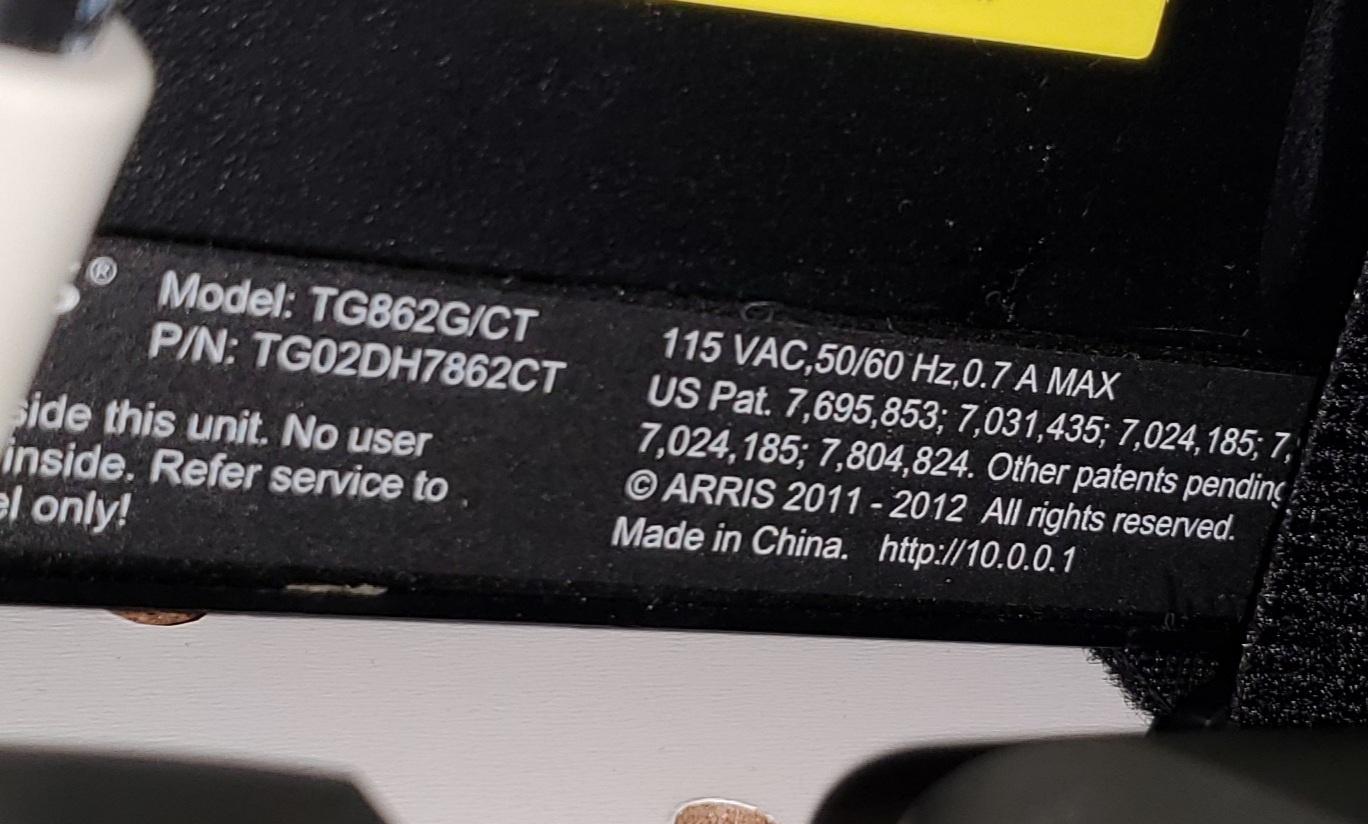 ®
Model: TG862G/CT
P/N: TG02DH7862CT
this unit. No user
inside. Refer service to
only!
115 VAC,50/60 Hz,0.7 A MAX
US Pat. 7,695,853; 7,031,435; 7,024,185; 7,
7,024,185; 7,804,824. Other patents pending
© ARRIS 2011 - 2012 All rights reserved.
Made in China. http://10.0.0.1